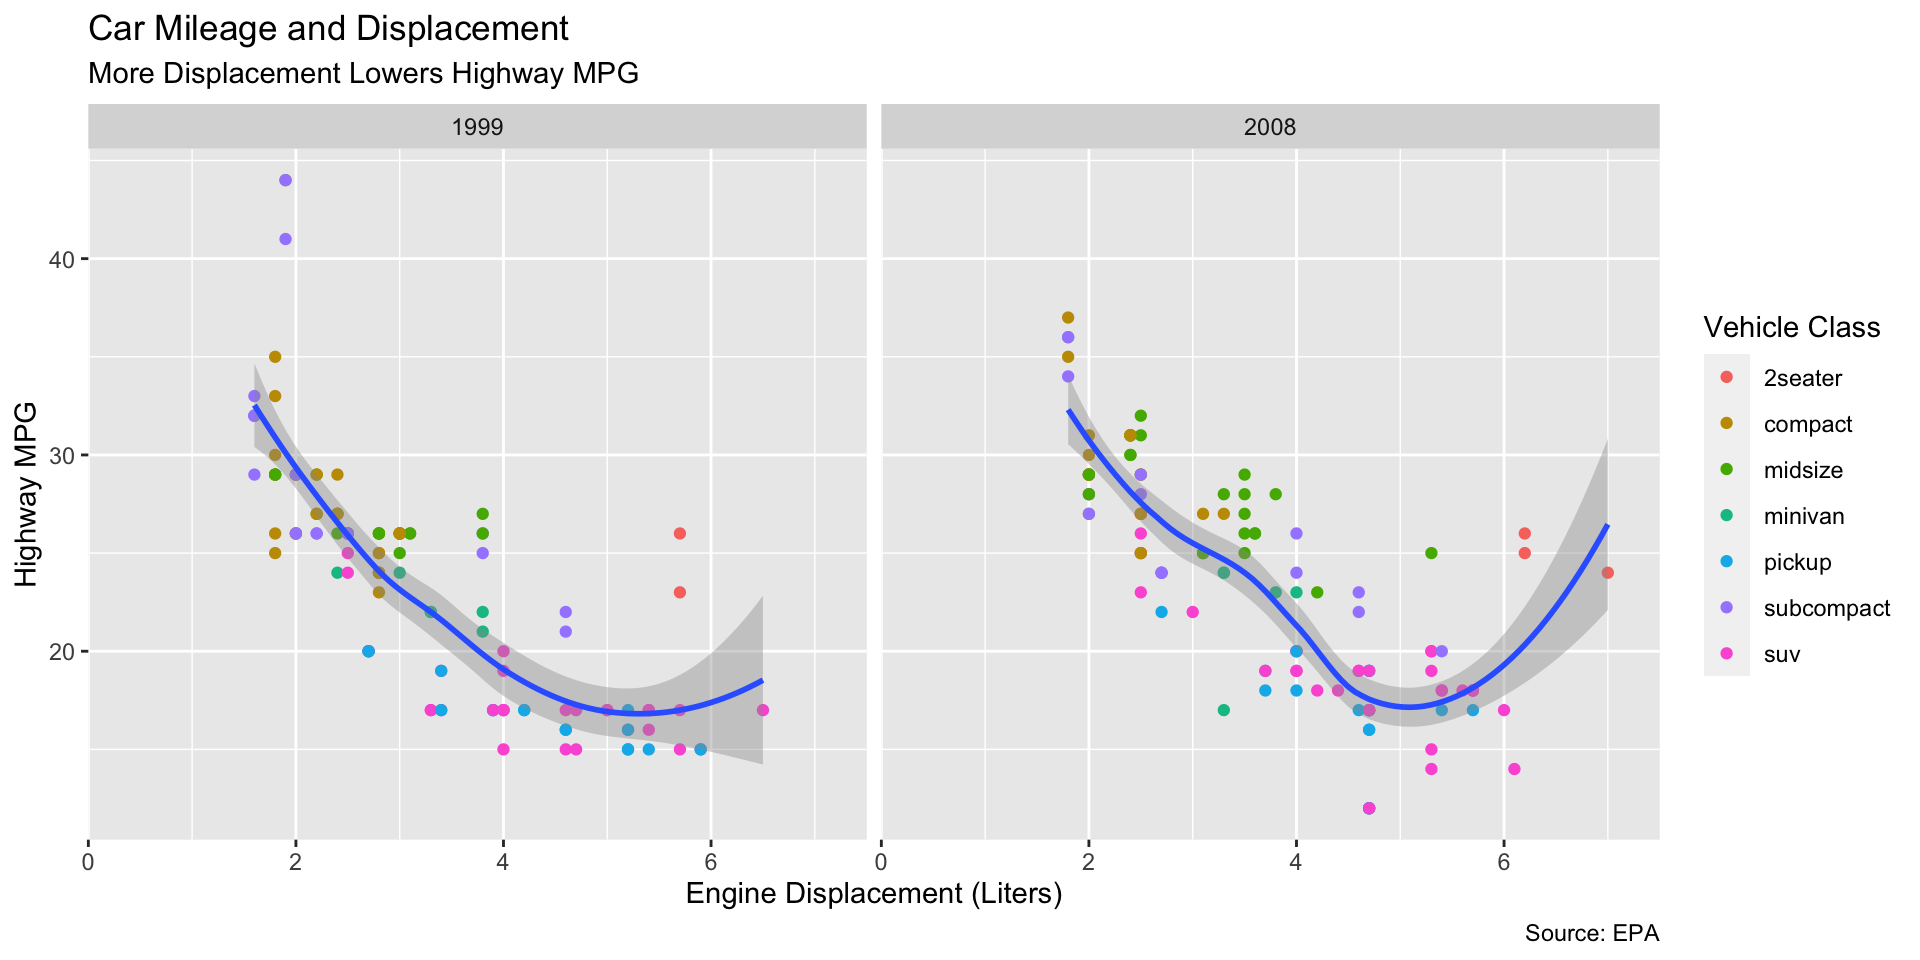 Car Mileage and Displacement
More Displacement Lowers Highway MPG
1999
2008
Highway MPG
40
30
20
0 2 4 6
0 2 4 6
Engine Displacement (Liters)
Vehicle Class
2seater
compact
midsize
minivan
pickup
subcompact
suv
Source: EPA